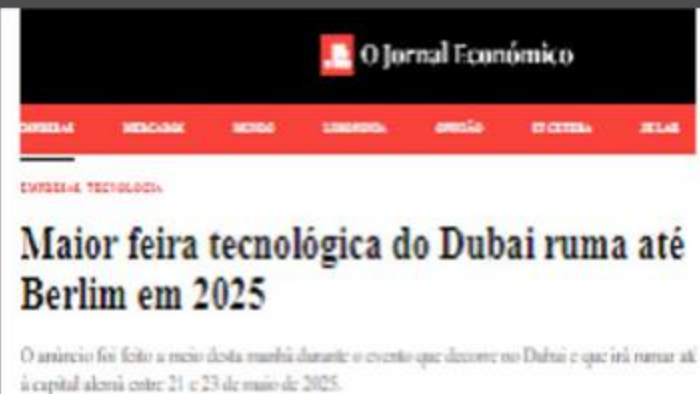 O Jornal Económico
EMPRESAS MERCADOS MUNDO OPINIÃO ET CETERA
EMPRESAS TECNOLOGIA
Maior feira tecnológica do Dubai ruma até
Berlim em 2025
O anúncio foi feito a meio desta manhã durante o evento que decorre no Dubai e que irá rumar até
à capital alemã entre 21 e 23 de maio de 2025.